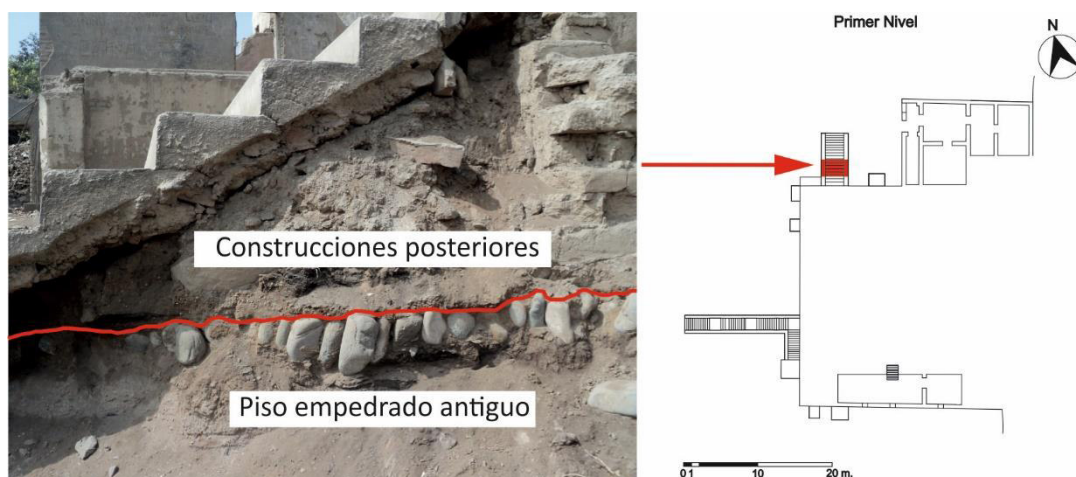 Construcciones posteriores
Piso empedrado antiguo
Primer Nivel
N
0 1 10 20 m.